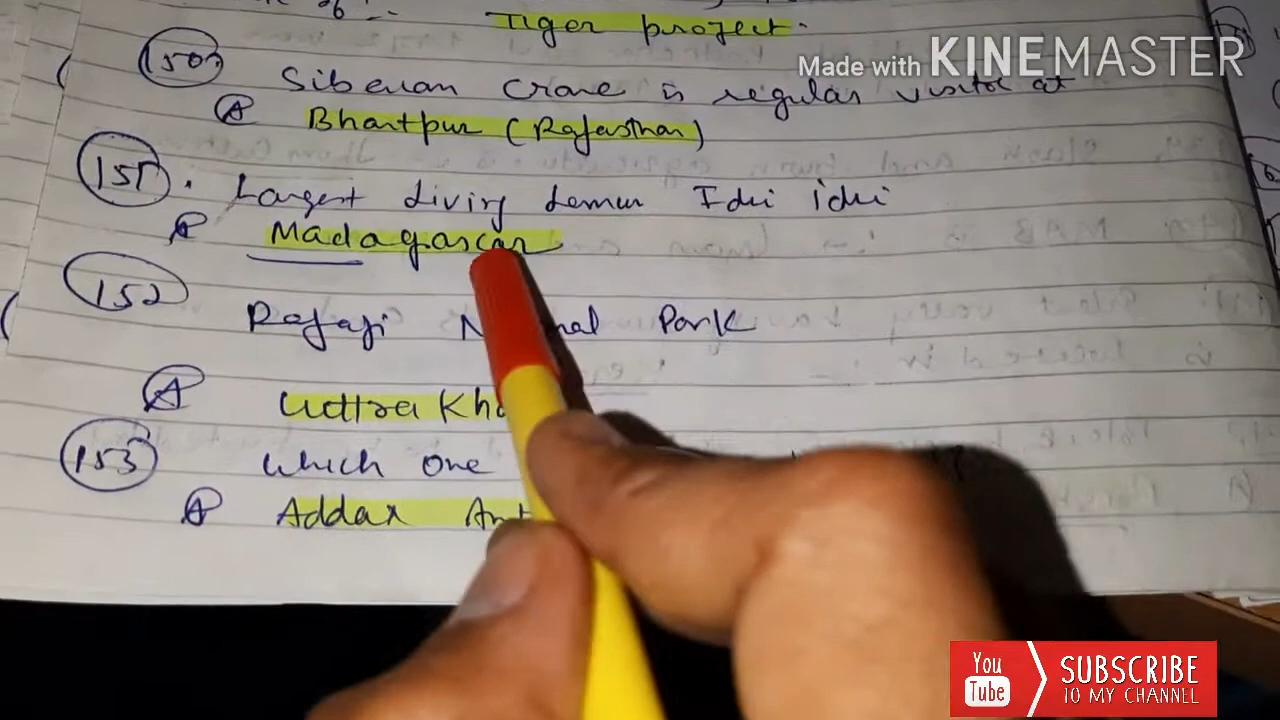 of :-
Tiger project.
150
Siberian Crane is regular visitor at
A Bhartpur (Rajasthan)
151. Largest living Lemur Idri idri
A Madagascar
152
Rajaji Park
A Uttra Kh
153 Which one
A Addax Ant
Made with KINEMASTER
You Tube SUBSCRIBE
TO MY CHANNEL